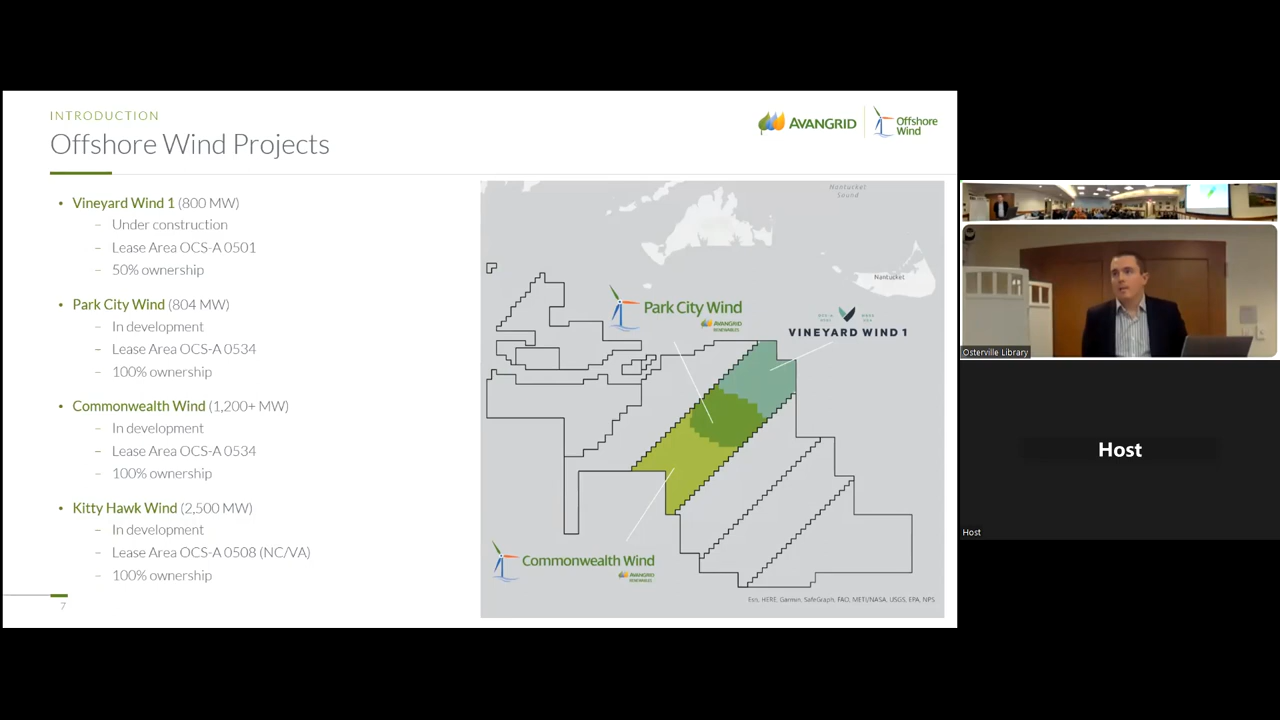 INTRODUCTION
Offshore Wind Projects
AVANGRID
Offshore
Wind
• Vineyard Wind 1 (800 MW)
– Under construction
– Lease Area OCS-A 0501
– 50% ownership
• Park City Wind (804 MW)
– In development
– Lease Area OCS-A 0534
– 100% ownership
• Commonwealth Wind (1,200+ MW)
– In development
– Lease Area OCS-A 0534
– 100% ownership
• Kitty Hawk Wind (2,500 MW)
– In development
– Lease Area OCS-A 0508 (NC/VA)
– 100% ownership
7
Nantucket
Sound
Nantucket
Park City Wind
AVANGRID
RENEWABLES
VINEYARD WIND 1
Commonwealth Wind
AVANGRID
RENEWABLES
Esri, HERE, Garmin, SafeGraph, FAO, METI/NASA, USGS, EPA, NPS
Osterville Library
Host
Host